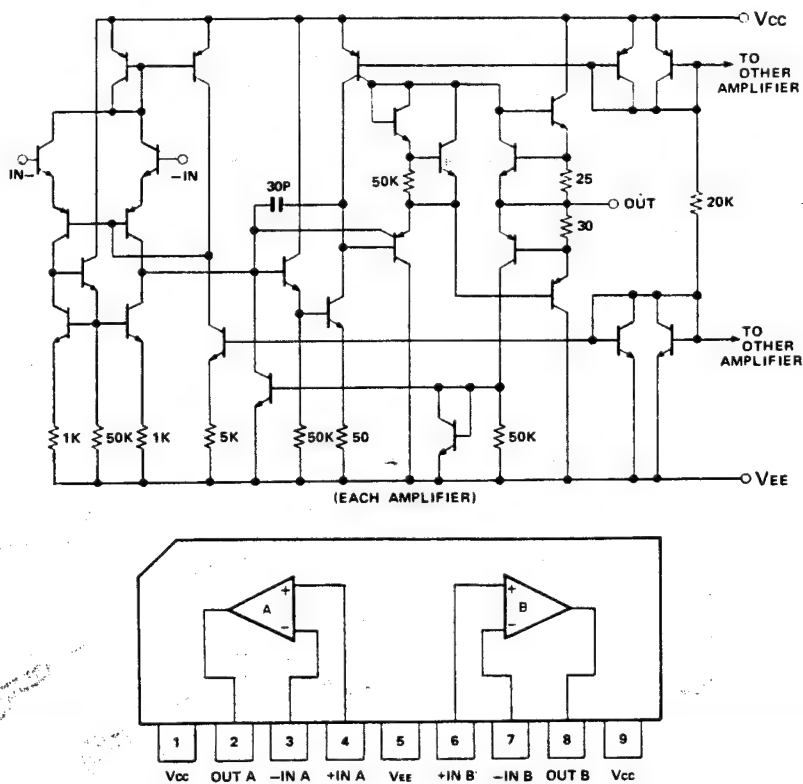 Vcc
TO
OTHER
AMPLIFIER
IN-
-IN
30P
50K
25
OUT
30
20K
TO
OTHER
AMPLIFIER
1K
50K
1K
5K
50K
50
50K
VEE
(EACH AMPLIFIER)
A
+
-
B
+
-
1 2 3 4 5 6 7 8 9
Vcc OUT A -IN A +IN A VEE +IN B -IN B OUT B Vcc